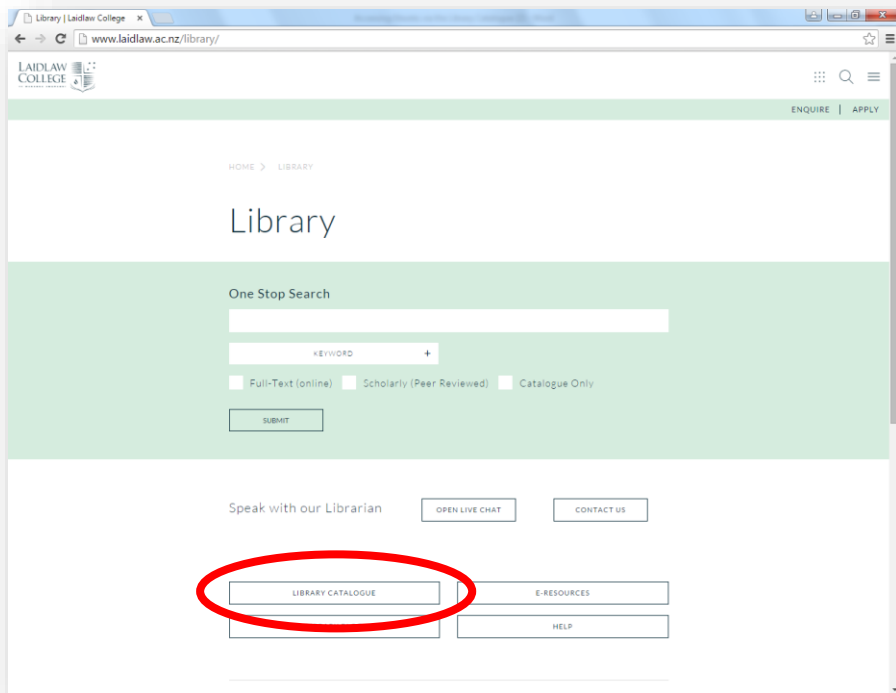 Library | Laidlaw College
www.laidlaw.ac.nz/library/
LAIDLAW
COLLEGE
ENQUIRE | APPLY
HOME > LIBRARY
Library
One Stop Search
KEYWORD +
Full-Text (online) Scholarly (Peer Reviewed) Catalogue Only
SUBMIT
Speak with our Librarian OPEN LIVE CHAT CONTACT US
LIBRARY CATALOGUE E-RESOURCES
HELP